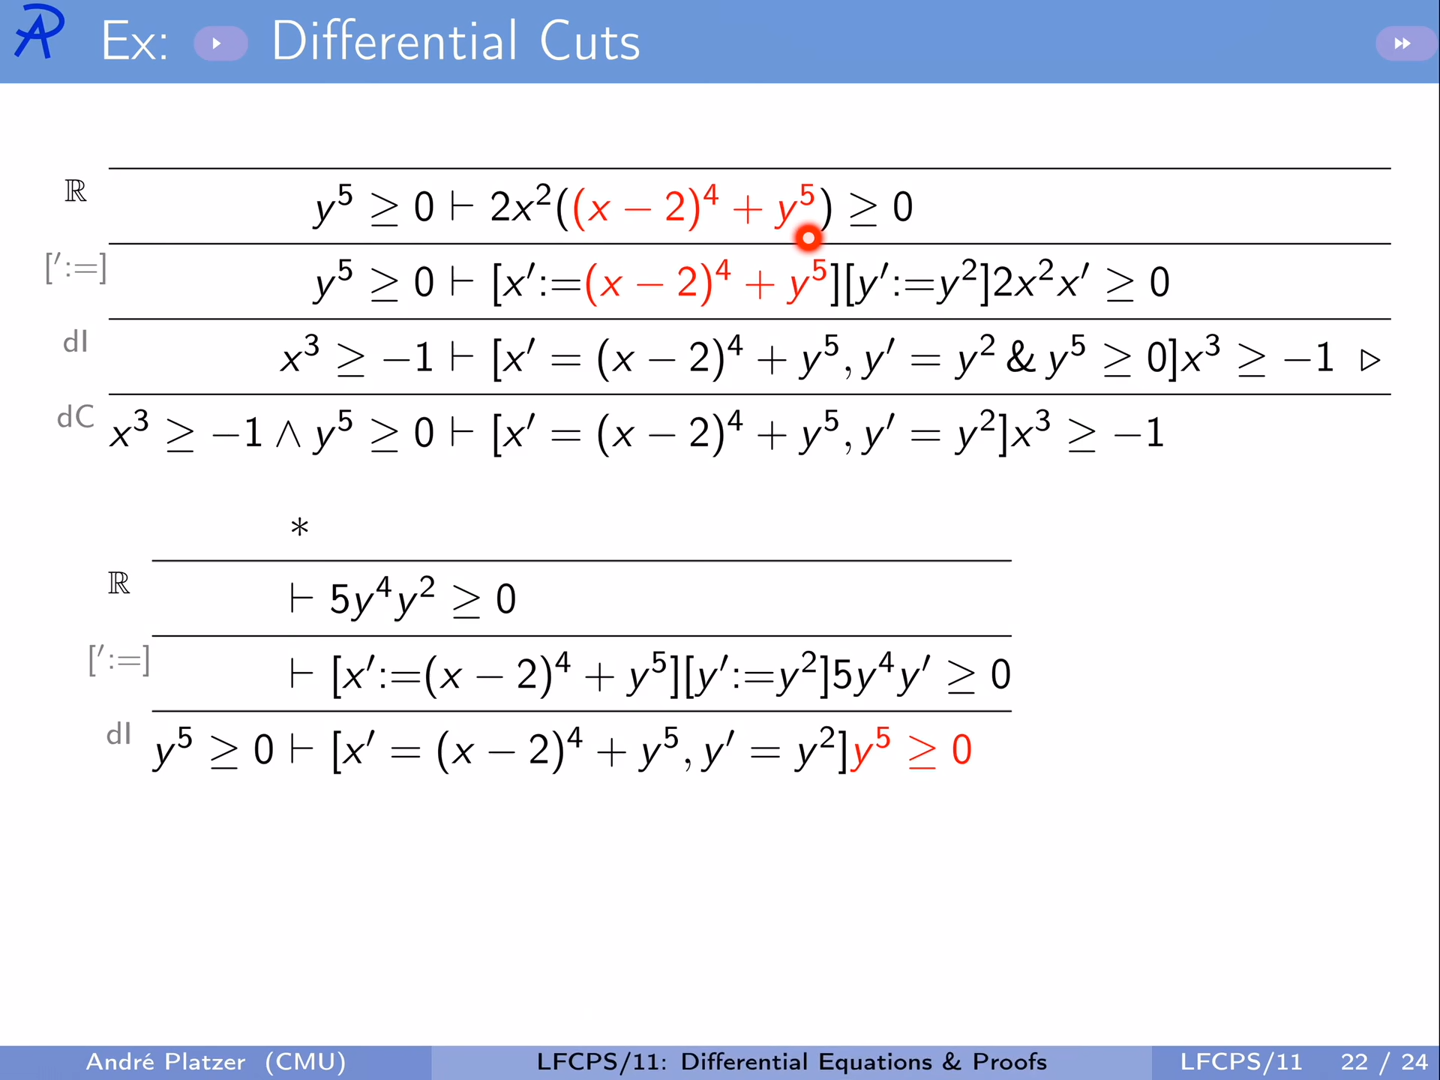 Ex: Differential Cuts
ℝ y⁵ ≥ 0 ⊢ 2x²((x − 2)⁴ + y⁵) ≥ 0
[′:=] y⁵ ≥ 0 ⊢ [x′:=(x − 2)⁴ + y⁵][y′:=y²]2x²x′ ≥ 0
dI x³ ≥ −1 ⊢ [x′ = (x − 2)⁴ + y⁵, y′ = y² & y⁵ ≥ 0]x³ ≥ −1 ▷
dC x³ ≥ −1 ∧ y⁵ ≥ 0 ⊢ [x′ = (x − 2)⁴ + y⁵, y′ = y²]x³ ≥ −1
*
ℝ ⊢ 5y⁴y² ≥ 0
[′:=] ⊢ [x′:=(x − 2)⁴ + y⁵][y′:=y²]5y⁴y′ ≥ 0
dI y⁵ ≥ 0 ⊢ [x′ = (x − 2)⁴ + y⁵, y′ = y²]y⁵ ≥ 0
André Platzer (CMU) LFCPS/11: Differential Equations & Proofs LFCPS/11 22 / 24